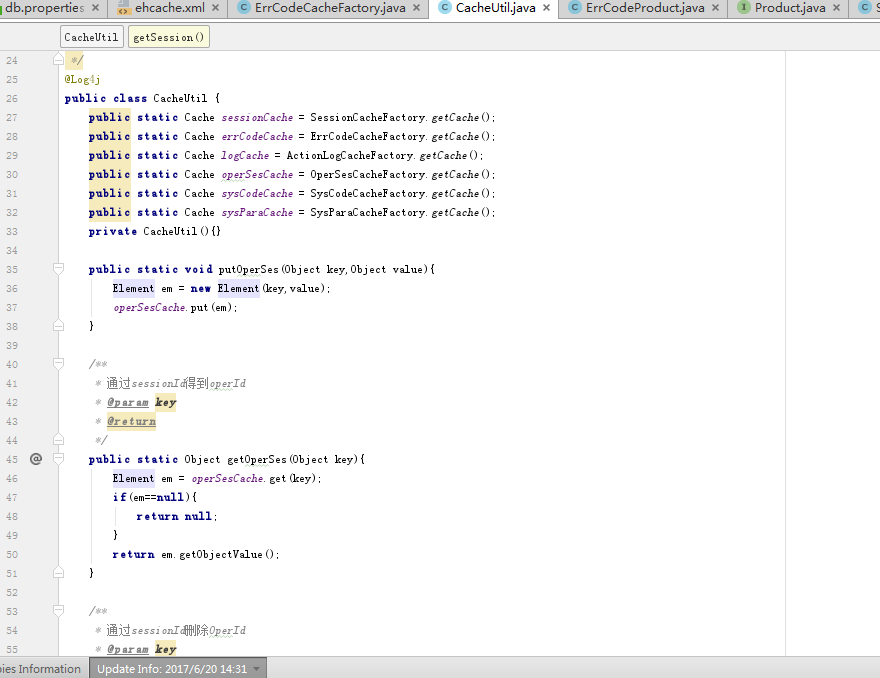 db.properties × ehcache.xml × ErrCodeCacheFactory.java × CacheUtil.java × ErrCodeProduct.java × Product.java ×
CacheUtil getSession()
24 */
25 @Log4j
26 public class CacheUtil {
27 public static Cache sessionCache = SessionCacheFactory.getCache();
28 public static Cache errCodeCache = ErrCodeCacheFactory.getCache();
29 public static Cache logCache = ActionLogCacheFactory.getCache();
30 public static Cache operSesCache = OperSesCacheFactory.getCache();
31 public static Cache sysCodeCache = SysCodeCacheFactory.getCache();
32 public static Cache sysParaCache = SysParaCacheFactory.getCache();
33 private CacheUtil(){}
34
35 public static void putOperSes(Object key,Object value){
36 Element em = new Element(key,value);
37 operSesCache.put(em);
38 }
39
40 /**
41 * 通过sessionId得到operId
42 * @param key
43 * @return
44 */
45 @ public static Object getOperSes(Object key){
46 Element em = operSesCache.get(key);
47 if(em==null){
48 return null;
49 }
50 return em.getObjectValue();
51 }
52
53 /**
54 * 通过sessionId删除OperId
55 * @param key
Information Update Info: 2017/6/20 14:31